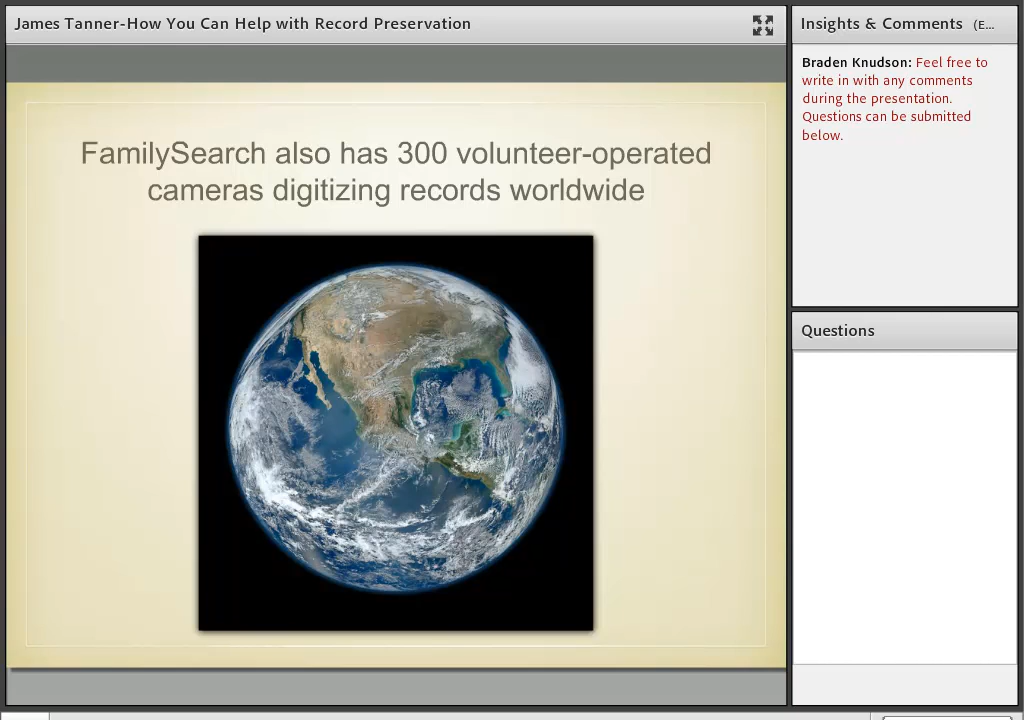 James Tanner-How You Can Help with Record Preservation
FamilySearch also has 300 volunteer-operated
cameras digitizing records worldwide
Insights & Comments (E...
Braden Knudson: Feel free to
write in with any comments
during the presentation.
Questions can be submitted
below.
Questions